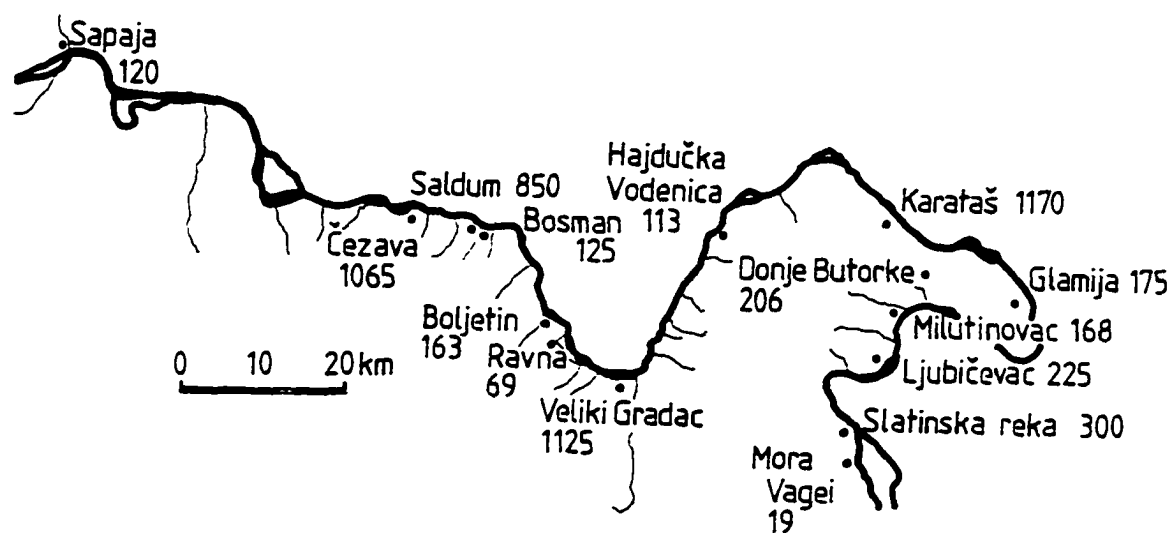 Sapaja
120
Saldum 850
Čezava
1065
Bosman
125
Hajdučka
Vodenica
113
Karataš 1170
Donje Butorke
206
Glamija 175
Boljetin
163
Ravna
69
Milutinovac 168
Ljubičevac 225
0 10 20 km
Veliki Gradac
1125
Slatinska reka 300
Mora
Vagei
19